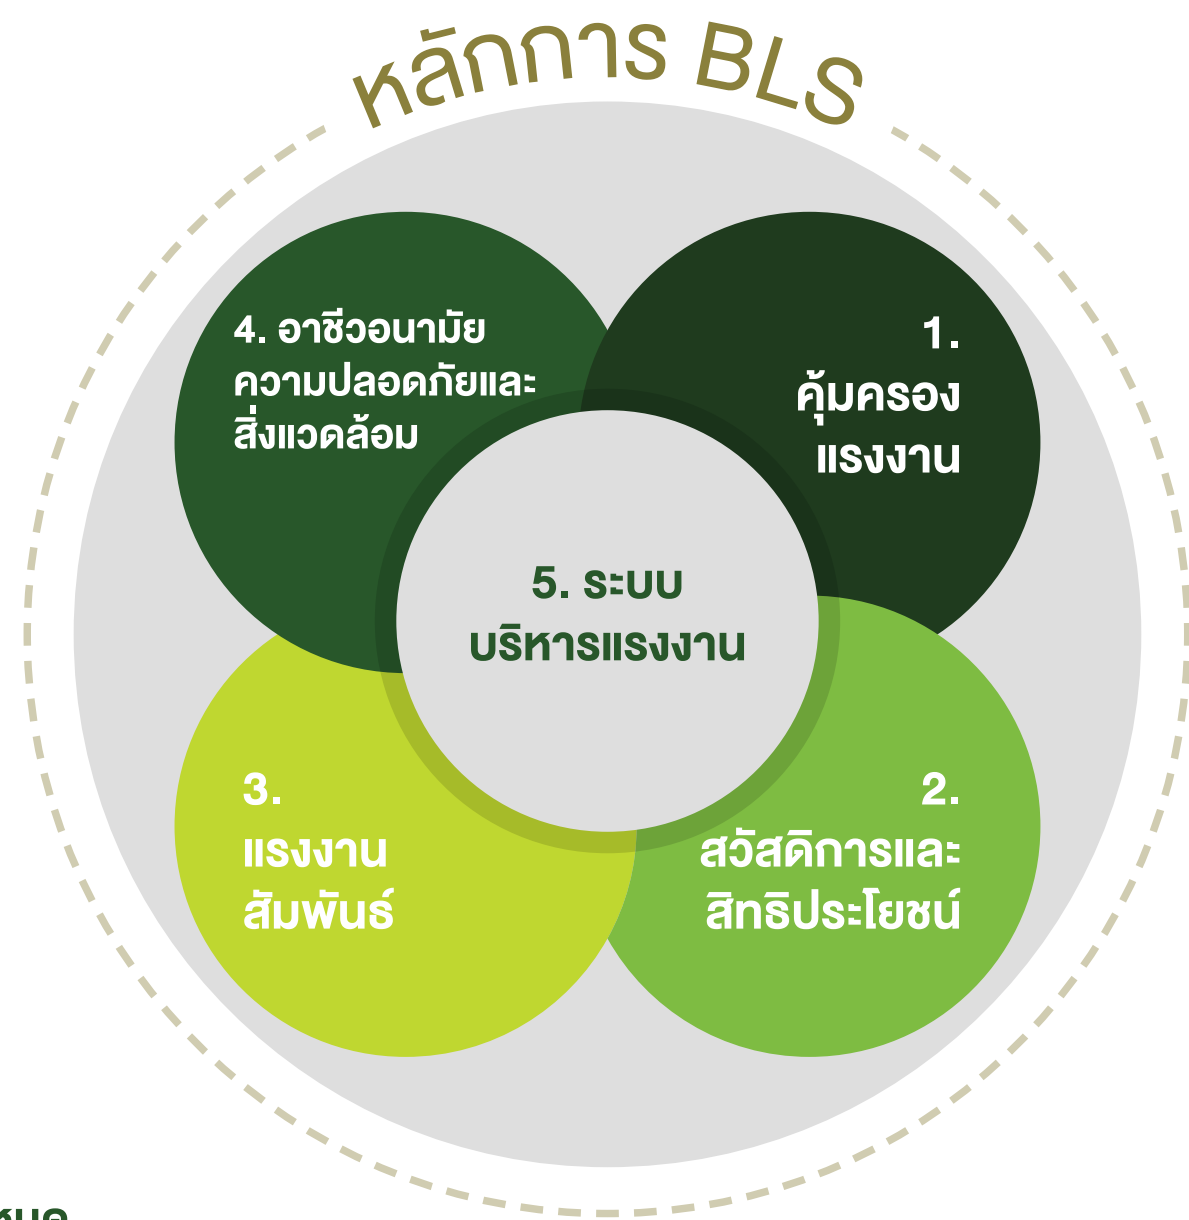 หลักการ BLS
1.
คุ้มครอง
แรงงาน
2.
สวัสดิการและ
สิทธิประโยชน์
3.
แรงงาน
สัมพันธ์
4. อาชีวอนามัย
ความปลอดภัยและ
สิ่งแวดล้อม
5. ระบบ
บริหารแรงงาน